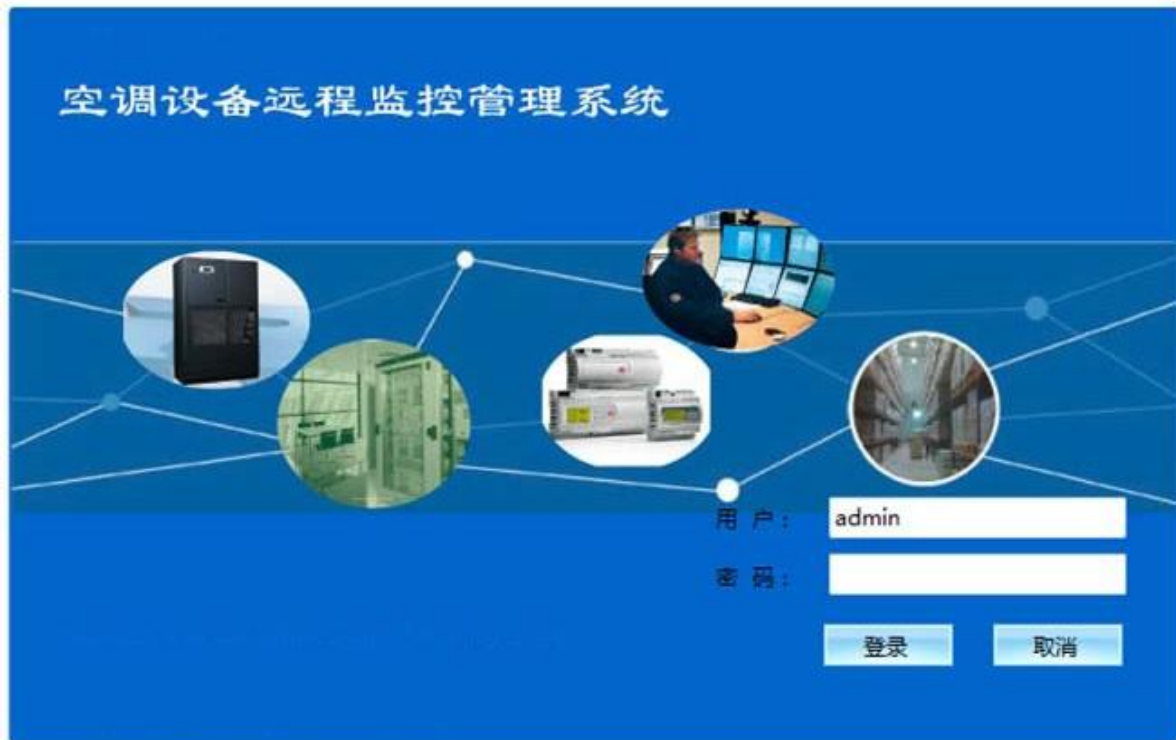 空调设备远程监控管理系统
用 户：
admin
密 码：
登录
取消